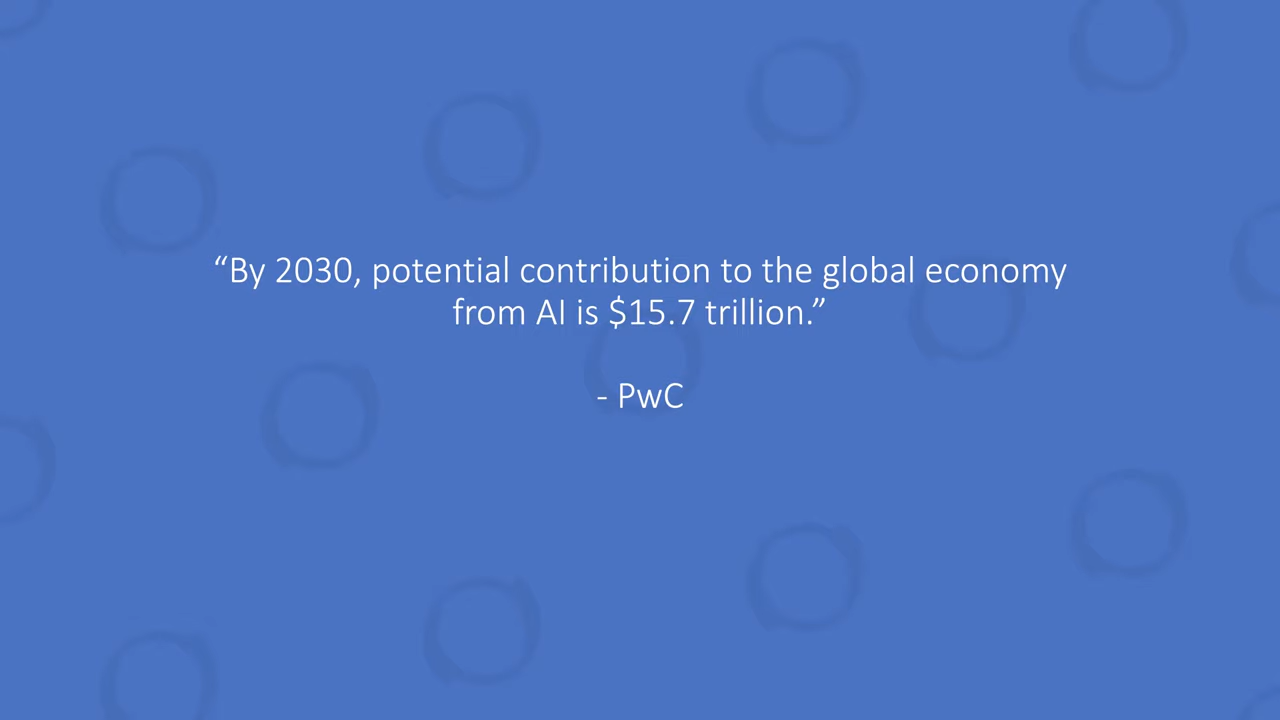 “By 2030, potential contribution to the global economy
from AI is $15.7 trillion.”
- PwC